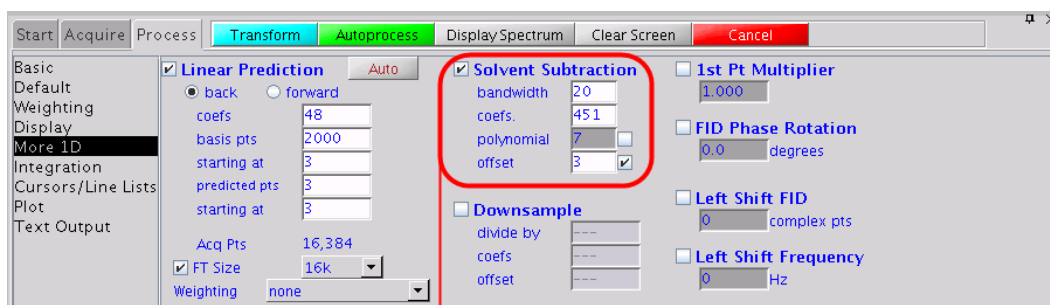 Start Acquire Process Transform Autoprocess Display Spectrum Clear Screen Cancel
Basic
Default
Weighting
Display
More 1D
Integration
Cursors/Line Lists
Plot
Text Output
Linear Prediction Auto
back forward
coefs 48
basis pts 2000
starting at 3
predicted pts 3
starting at 3
Acq Pts 16,384
FT Size 16k
Weighting none
Solvent Subtraction
bandwidth 20
coefs. 451
polynomial 7
offset 3
Downsample
divide by ---
coefs ---
offset ---
1st Pt Multiplier
1.000
FID Phase Rotation
0.0 degrees
Left Shift FID
0 complex pts
Left Shift Frequency
0 Hz